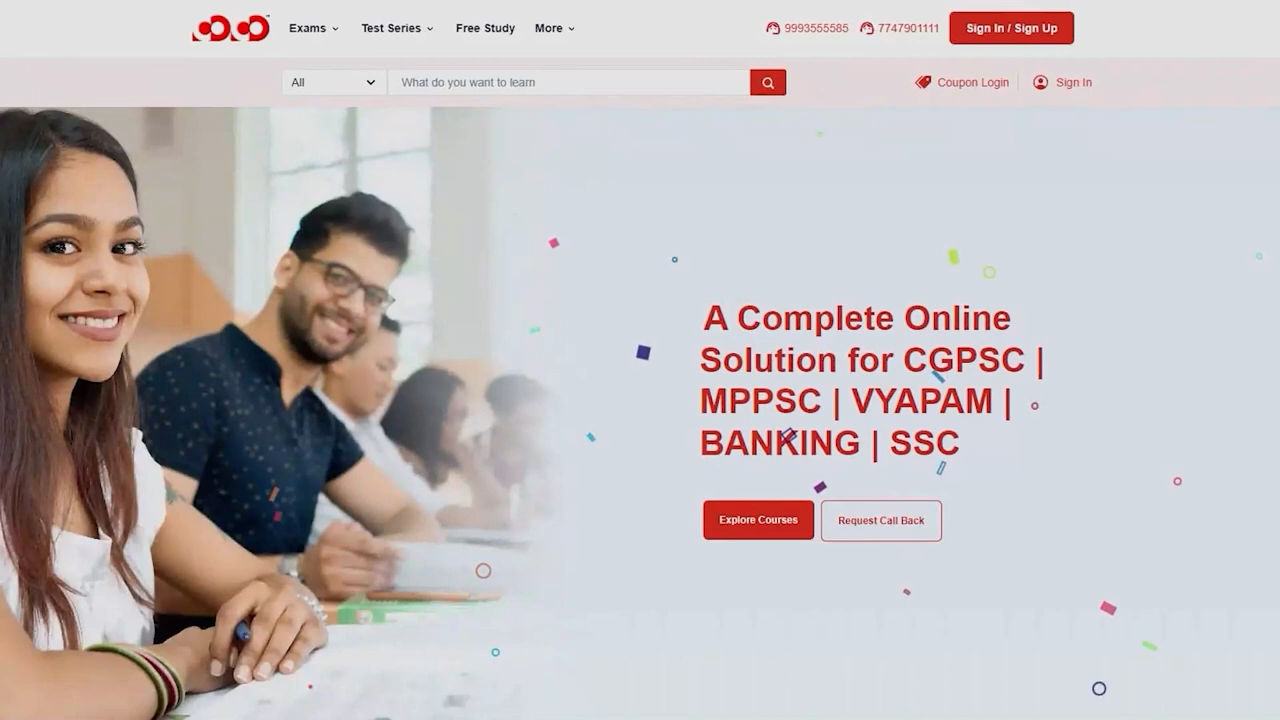 Exams
Test Series
Free Study
More
9993555585
7747901111
Sign In / Sign Up
All
What do you want to learn
Coupon Login
Sign In
A Complete Online
Solution for CGPSC |
MPPSC | VYAPAM |
BANKING | SSC
Explore Courses
Request Call Back